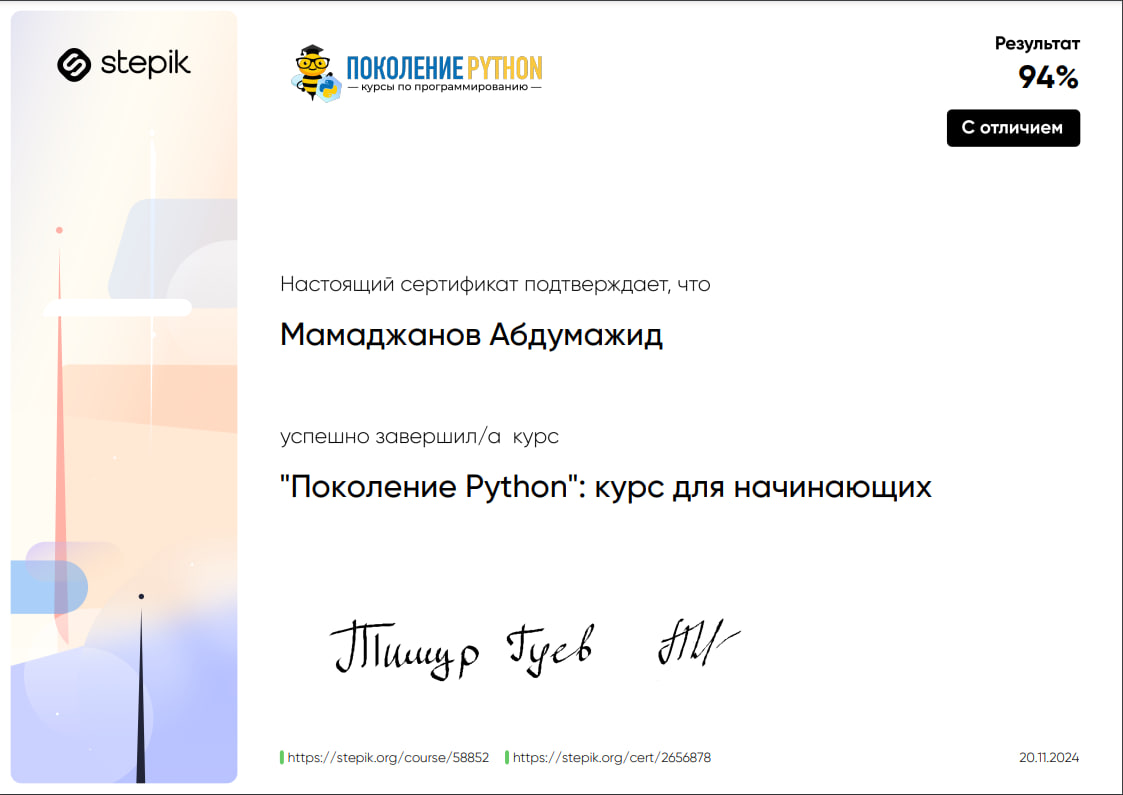 stepik
ПОКОЛЕНИЕ PYTHON
— курсы по программированию —
Результат
94%
С отличием
Настоящий сертификат подтверждает, что
Мамаджанов Абдумажид
успешно завершил/а курс
"Поколение Python": курс для начинающих
Тимур Гуев
https://stepik.org/course/58852 https://stepik.org/cert/2656878
20.11.2024